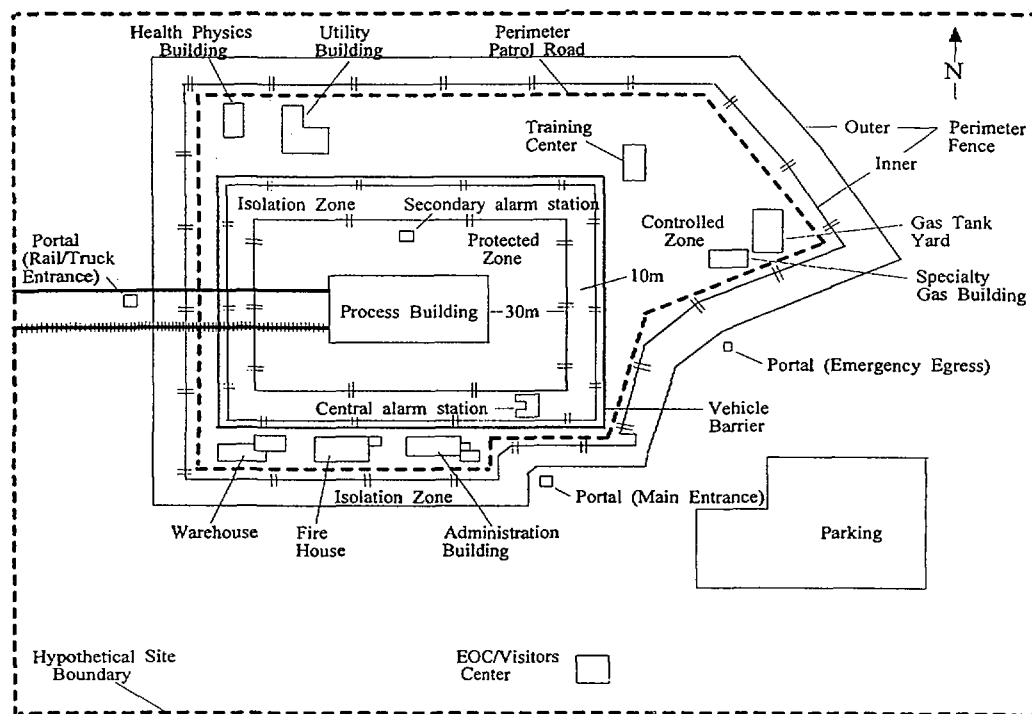 Health Physics
Building
Utility
Building
Perimeter
Patrol Road
N
Training
Center
Outer
Perimeter
Fence
Inner
Isolation Zone
Secondary alarm station
Controlled
Zone
Gas Tank
Yard
Portal
(Rail/Truck
Entrance)
Protected
Zone
10m
Specialty
Gas Building
Process Building
30m
Portal (Emergency Egress)
Central alarm station
Vehicle
Barrier
Isolation Zone
Portal (Main Entrance)
Warehouse
Fire
House
Administration
Building
Parking
Hypothetical Site
Boundary
EOC/Visitors
Center